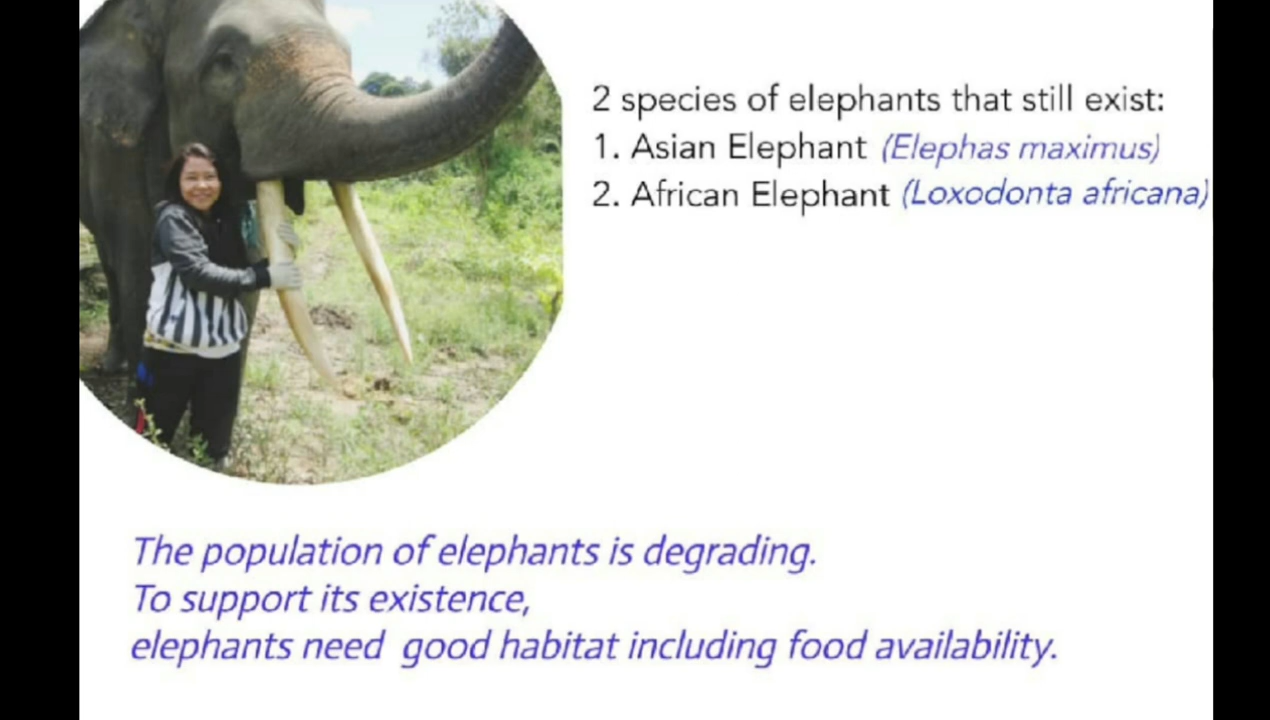 2 species of elephants that still exist:
1. Asian Elephant (Elephas maximus)
2. African Elephant (Loxodonta africana)
The population of elephants is degrading.
To support its existence,
elephants need good habitat including food availability.